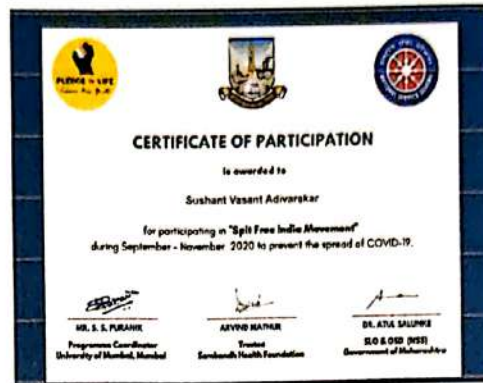 PLEDGE for LIFE
CERTIFICATE OF PARTICIPATION
is awarded to
Sushant Vasant Adivarekar
for participating in "Spit Free India Movement"
during September - November 2020 to prevent the spread of COVID-19.
MR. S. S. PURANIK
Programme Coordinator
University of Mumbai, Mumbai
ARVIND MATHUR
Trustee
Sambandh Health Foundation
DR. ATUL SALUNKE
SLO & OSD (NSS)
Government of Maharashtra